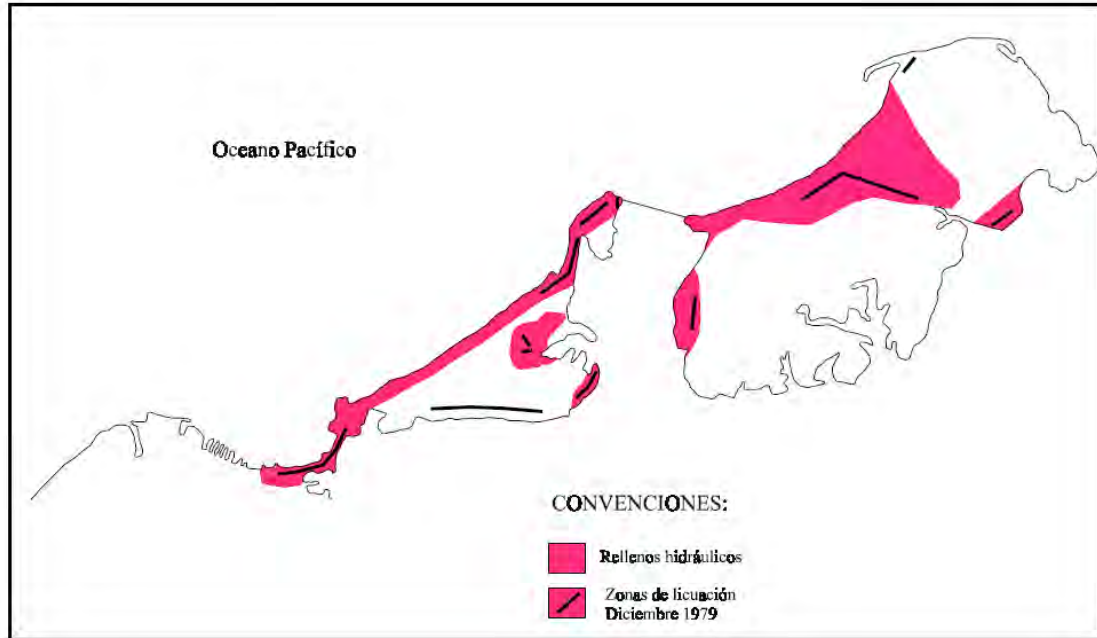 Oceano Pacífico
CONVENCIONES:
Rellenos hidráulicos
Zonas de licuación
Diciembre 1979